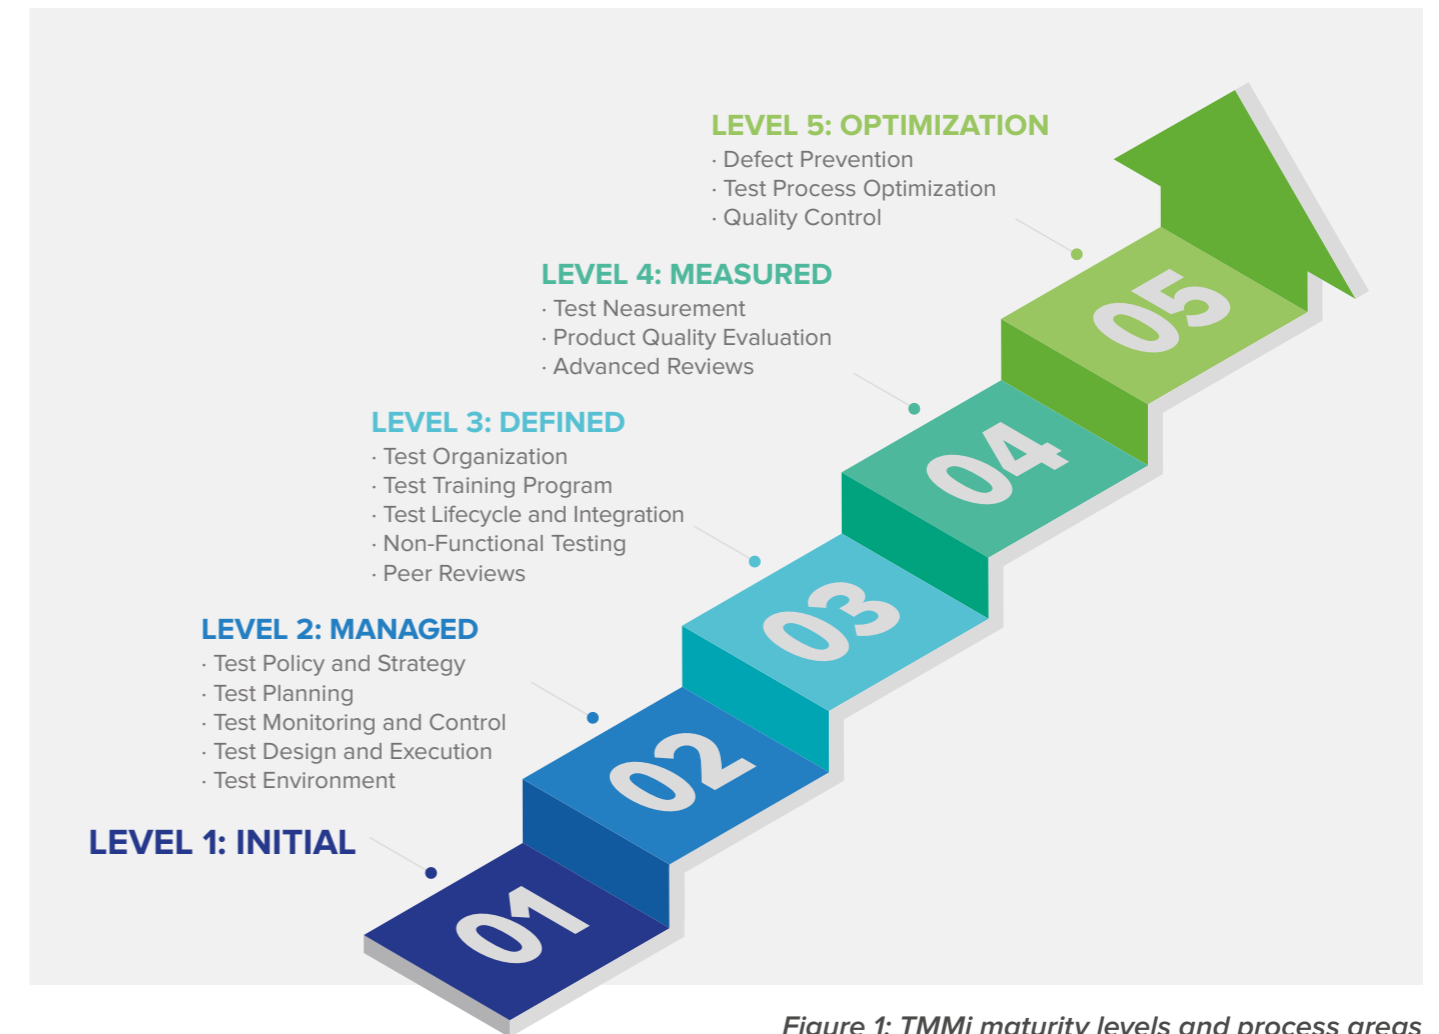 LEVEL 5: OPTIMIZATION
· Defect Prevention
· Test Process Optimization
· Quality Control
LEVEL 4: MEASURED
· Test Neasurement
· Product Quality Evaluation
· Advanced Reviews
LEVEL 3: DEFINED
· Test Organization
· Test Training Program
· Test Lifecycle and Integration
· Non-Functional Testing
· Peer Reviews
LEVEL 2: MANAGED
· Test Policy and Strategy
· Test Planning
· Test Monitoring and Control
· Test Design and Execution
· Test Environment
LEVEL 1: INITIAL
05
04
03
02
01
Figure 1: TMMi maturity levels and process areas